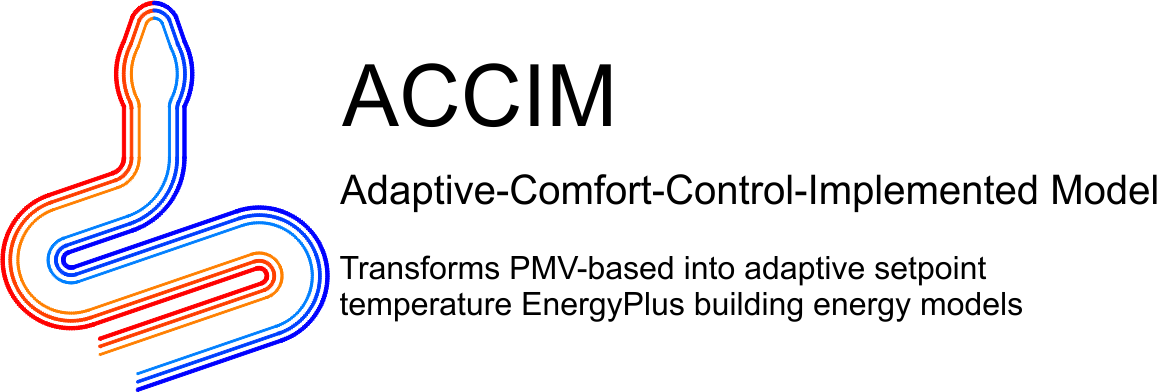 ACCIM
Adaptive-Comfort-Control-Implemented Model
Transforms PMV-based into adaptive setpoint
temperature EnergyPlus building energy models